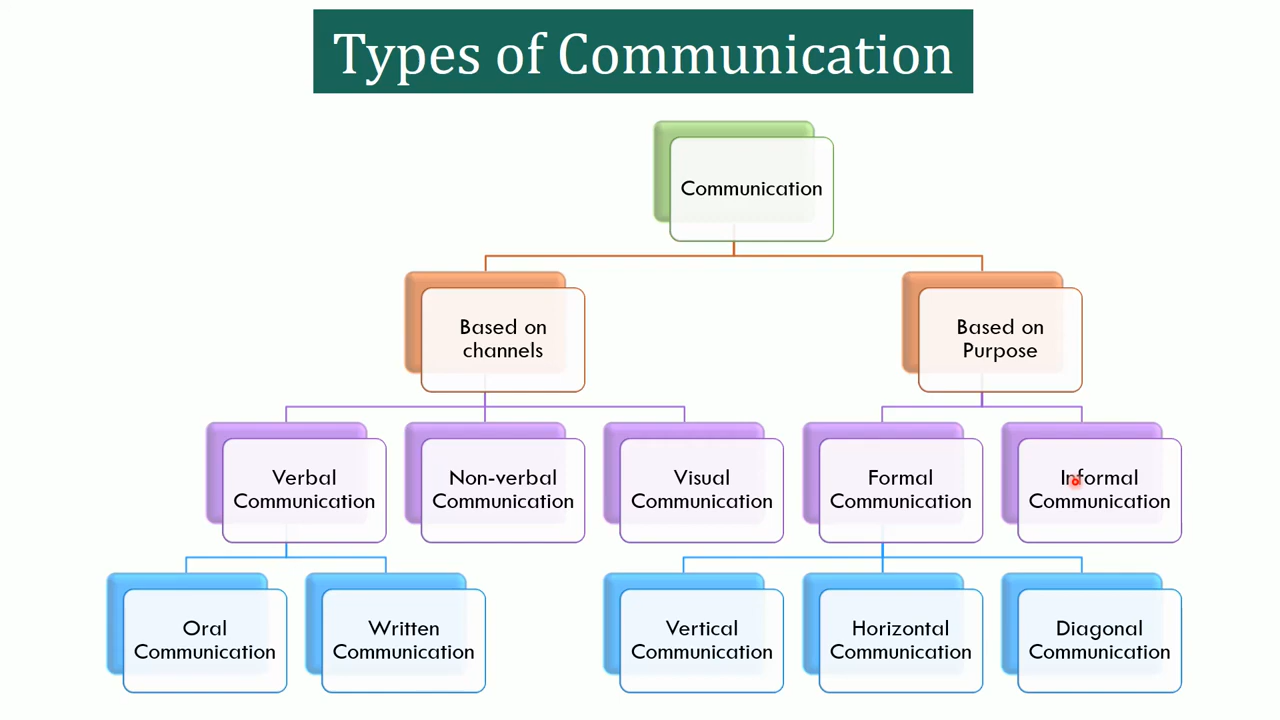 Types of Communication
Communication
Based on
channels
Based on
Purpose
Verbal
Communication
Non-verbal
Communication
Visual
Communication
Formal
Communication
Informal
Communication
Oral
Communication
Written
Communication
Vertical
Communication
Horizontal
Communication
Diagonal
Communication